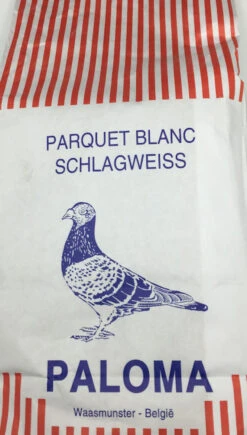 PARQUET BLANC
SCHLAGWEISS
PALOMA
Waasmunster - België